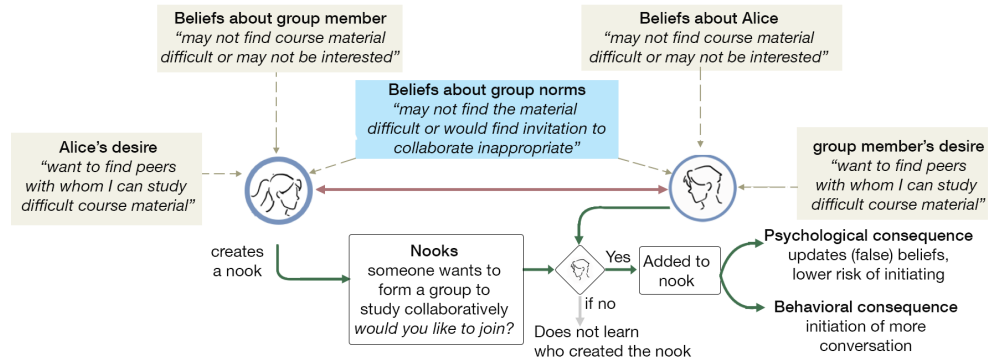 Beliefs about group member
“may not find course material
difficult or may not be interested”
Beliefs about Alice
“may not find course material
difficult or may not be interested”
Beliefs about group norms
“may not find the material
difficult or would find invitation to
collaborate inappropriate”
Alice’s desire
“want to find peers
with whom I can study
difficult course material”
group member’s desire
“want to find peers
with whom I can study
difficult course material”
creates
a nook
Nooks
someone wants to
form a group to
study collaboratively
would you like to join?
Yes
if no
Does not learn
who created the nook
Added to
nook
Psychological consequence
updates (false) beliefs,
lower risk of initiating
Behavioral consequence
initiation of more
conversation